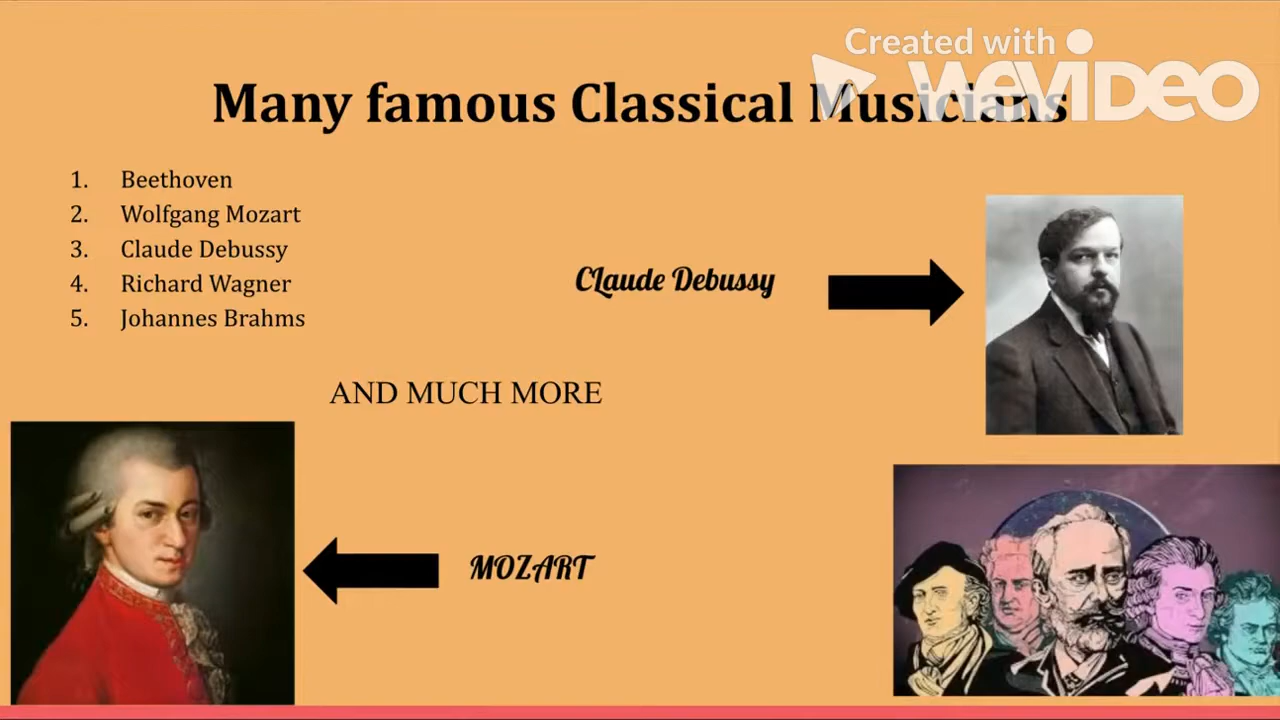 Created with
WEVIDEO
Many famous Classical Musicians
1. Beethoven
2. Wolfgang Mozart
3. Claude Debussy
4. Richard Wagner
5. Johannes Brahms
CLaude Debussy
AND MUCH MORE
MOZART